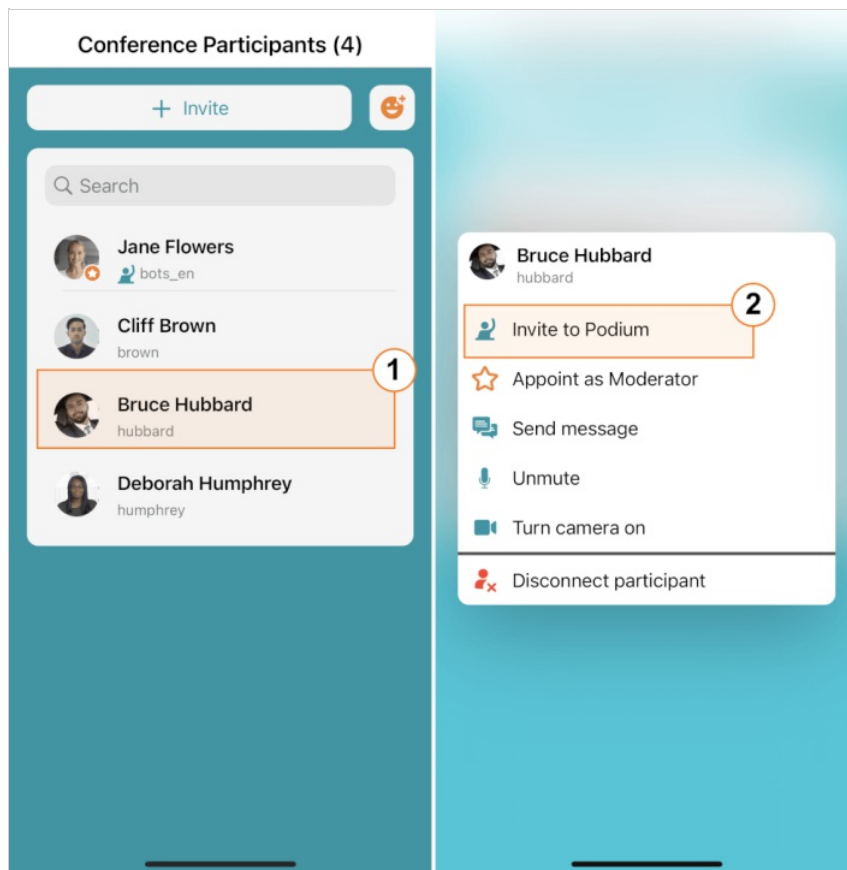 Conference Participants (4)
+ Invite
Search
Jane Flowers
bots_en
Cliff Brown
brown
1
Bruce Hubbard
hubbard
Deborah Humphrey
humphrey
Bruce Hubbard
hubbard
2
Invite to Podium
Appoint as Moderator
Send message
Unmute
Turn camera on
Disconnect participant